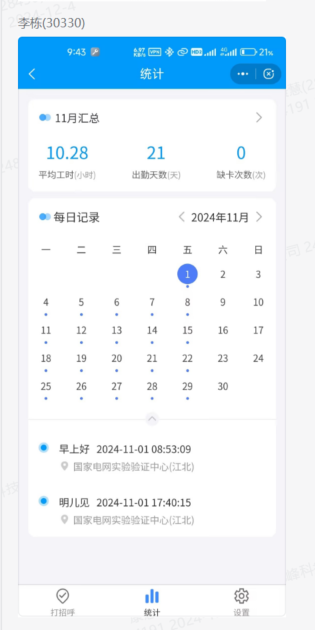 李栋(30330)
9:43
21%
统计
11月汇总
10.28 21 0
平均工时(小时) 出勤天数(天) 缺卡次数(次)
每日记录 2024年11月
一 二 三 四 五 六 日
1 2 3
4 5 6 7 8 9 10
11 12 13 14 15 16 17
18 19 20 21 22 23 24
25 26 27 28 29 30
早上好 2024-11-01 08:53:09
国家电网实验验证中心(江北)
明儿见 2024-11-01 17:40:15
国家电网实验验证中心(江北)
打招呼 统计 设置